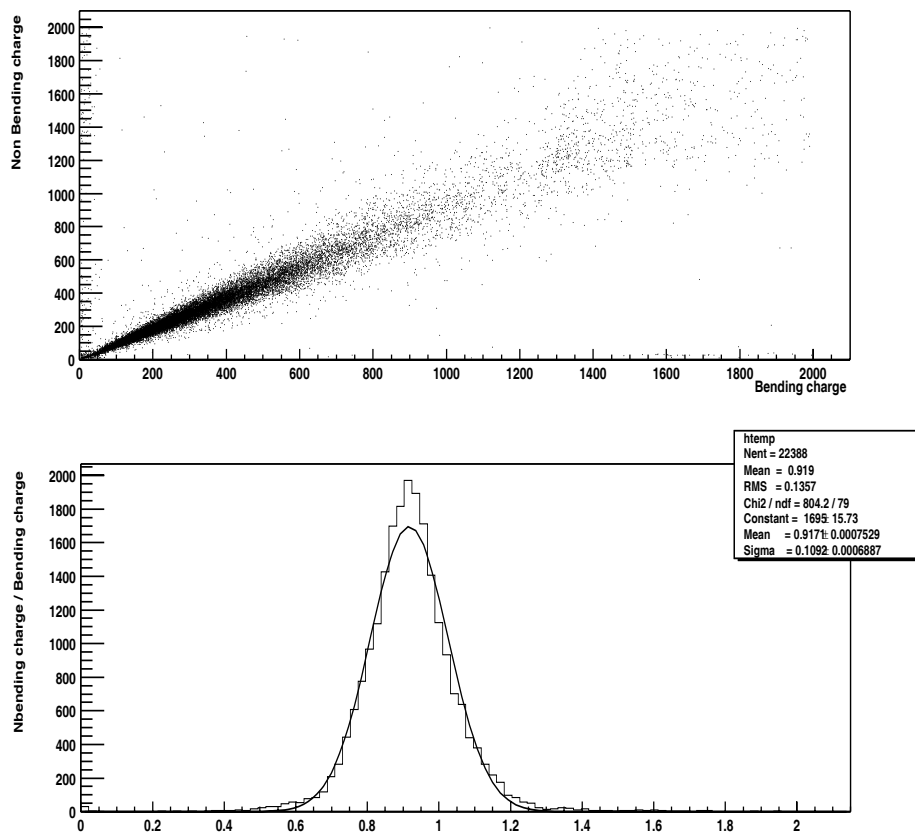 Non Bending charge
2000
1800
1600
1400
1200
1000
800
600
400
200
0
0 200 400 600 800 1000 1200 1400 1600 1800 2000
Bending charge
htemp
Nent = 22388
Mean = 0.919
RMS = 0.1357
Chi2 / ndf = 804.2 / 79
Constant = 1695± 15.73
Mean = 0.9171± 0.0007529
Sigma = 0.1092± 0.0006887
Nbending charge / Bending charge
2000
1800
1600
1400
1200
1000
800
600
400
200
0
0 0.2 0.4 0.6 0.8 1 1.2 1.4 1.6 1.8 2